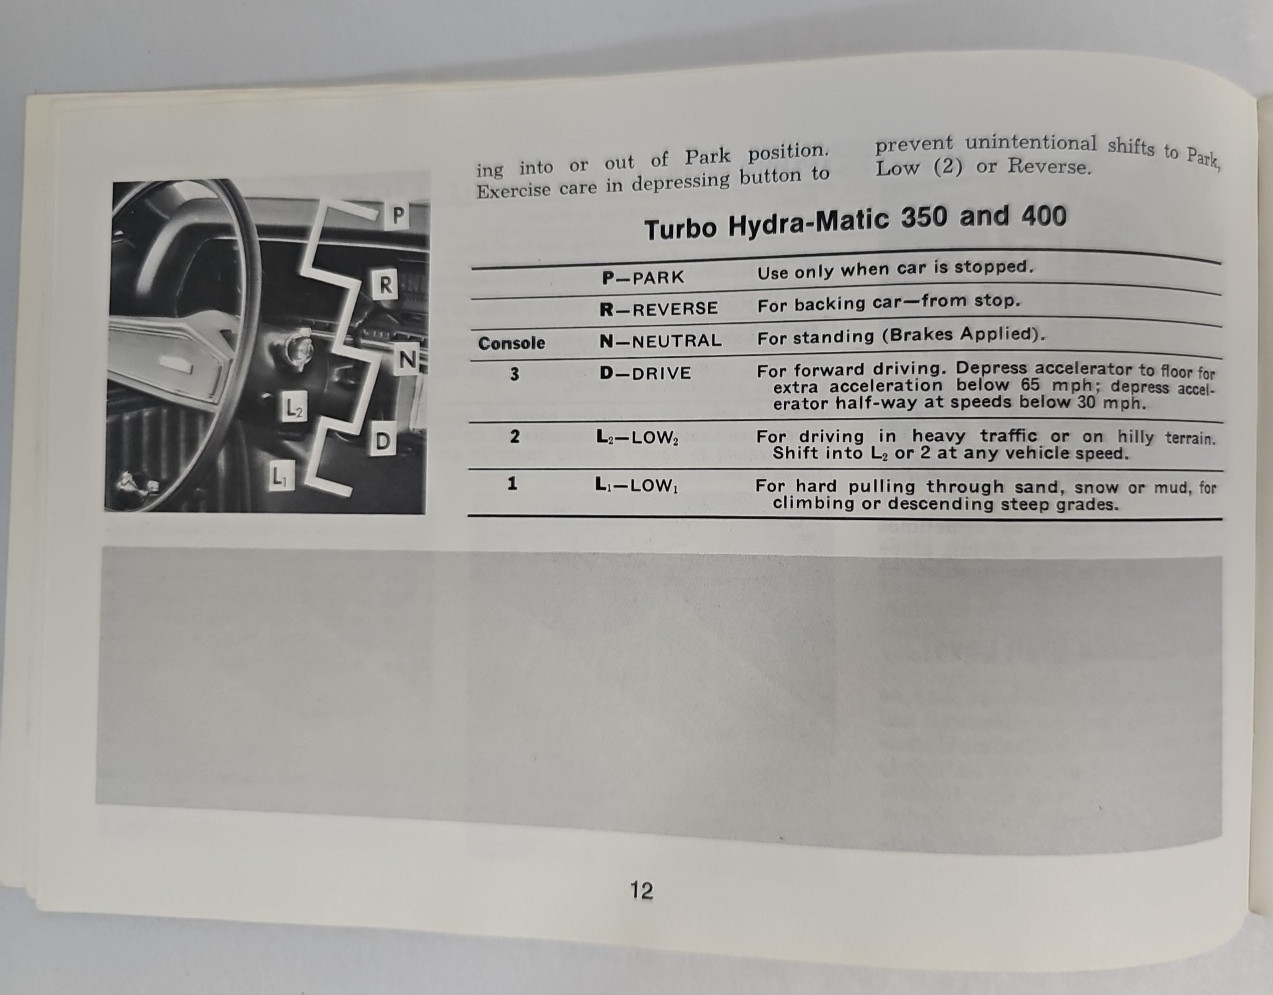 ing into or out of Park position.
Exercise care in depressing button to
prevent unintentional shifts to Park,
Low (2) or Reverse.
P
R
N
L₂
D
L₁
Turbo Hydra-Matic 350 and 400
P—PARK Use only when car is stopped.
R—REVERSE For backing car—from stop.
Console N—NEUTRAL For standing (Brakes Applied).
3 D—DRIVE For forward driving. Depress accelerator to floor for
extra acceleration below 65 mph; depress accel-
erator half-way at speeds below 30 mph.
2 L₂—LOW₂ For driving in heavy traffic or on hilly terrain.
Shift into L₂ or 2 at any vehicle speed.
1 L₁—LOW₁ For hard pulling through sand, snow or mud, for
climbing or descending steep grades.
12